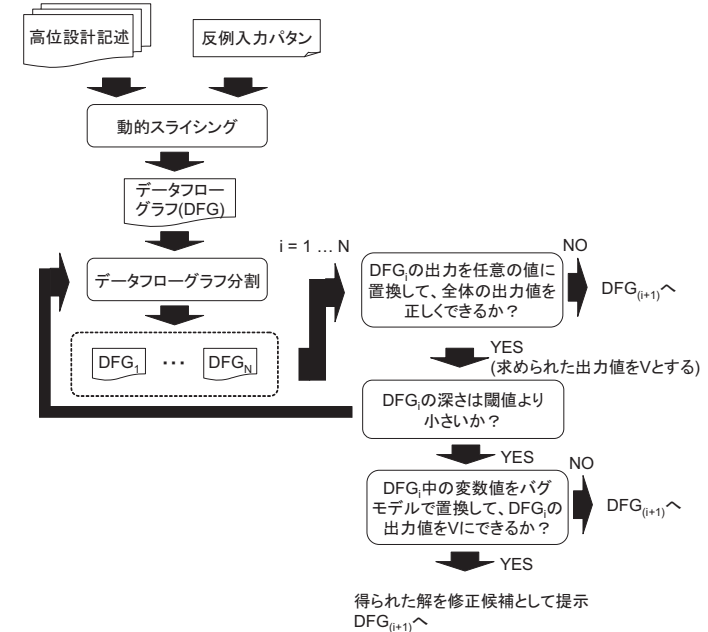 高位設計記述
反例入力パタン
動的スライシング
データフロー
グラフ(DFG)
i = 1 … N
データフローグラフ分割
DFG1 ・・・ DFGN
DFGiの出力を任意の値に
置換して、全体の出力値を
正しくできるか？
NO
DFG(i+1)へ
YES
(求められた出力値をVとする)
DFGiの深さは閾値より
小さいか？
YES
DFGi中の変数値をバグ
モデルで置換して、DFGiの
出力値をVにできるか？
NO
DFG(i+1)へ
YES
得られた解を修正候補として提示
DFG(i+1)へ